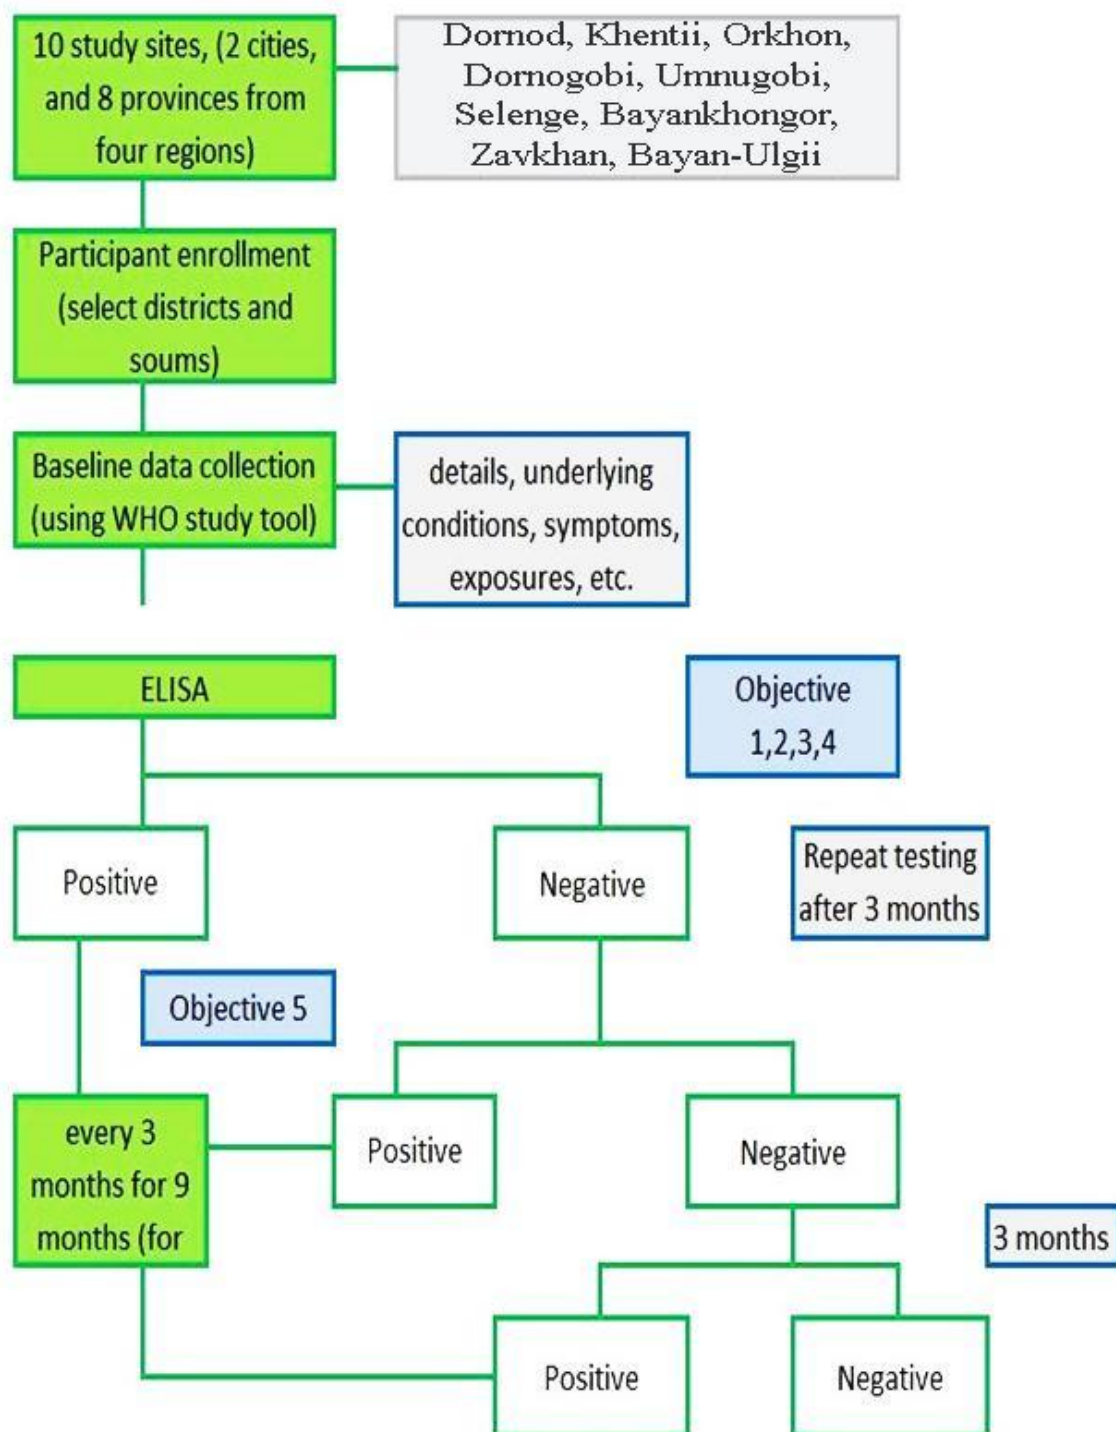 10 study sites, (2 cities,
and 8 provinces from
four regions)
Dornod, Khentii, Orkhon,
Dornogobi, Umnugobi,
Selenge, Bayankhongor,
Zavkhan, Bayan-Ulgii
Participant enrollment
(select districts and
soums)
Baseline data collection
(using WHO study tool)
details, underlying
conditions, symptoms,
exposures, etc.
ELISA
Objective
1,2,3,4
Positive
Negative
Repeat testing
after 3 months
Objective 5
every 3
months for 9
months (for
Positive
Negative
3 months
Positive
Negative